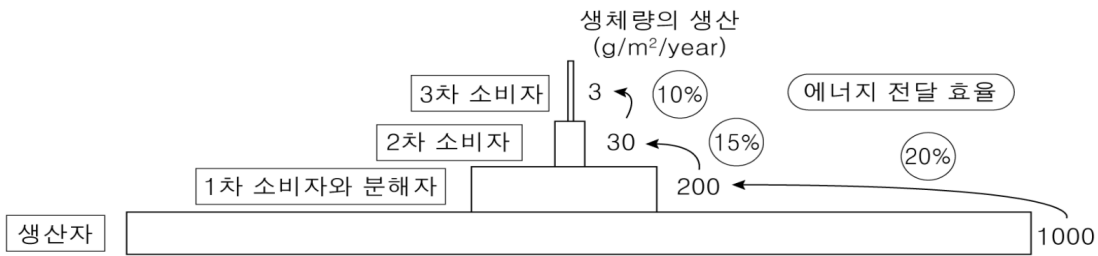 생체량의 생산
(g/m²/year)
3차 소비자 3 10% 에너지 전달 효율
2차 소비자 30 15% 20%
1차 소비자와 분해자 200
생산자 1000